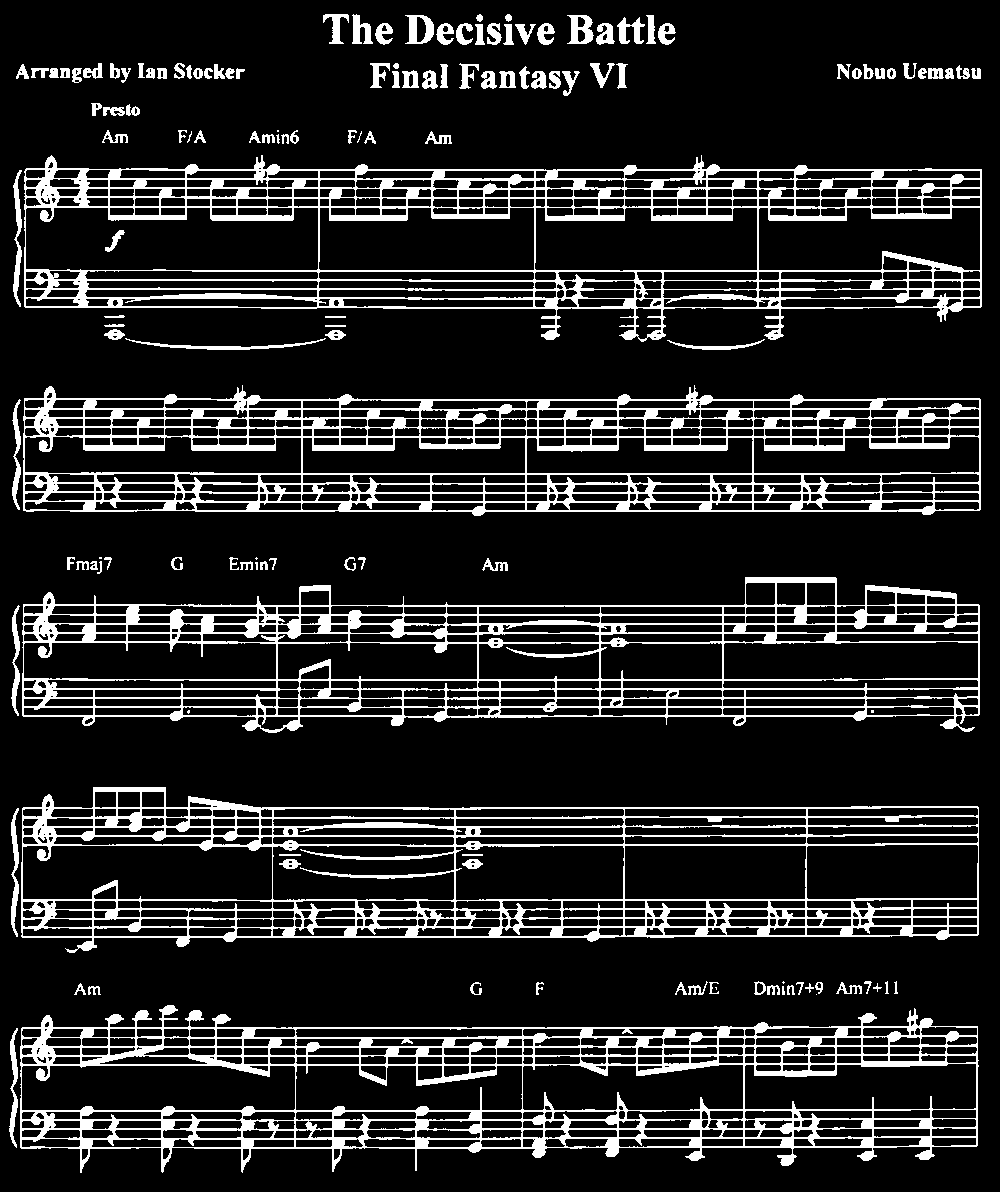 The Decisive Battle
Arranged by Ian Stocker Final Fantasy VI Nobuo Uematsu
Presto
Am F/A Amin6 F/A Am
f
Fmaj7 G Emin7 G7 Am
Am G F Am/E Dmin7+9 Am7+11